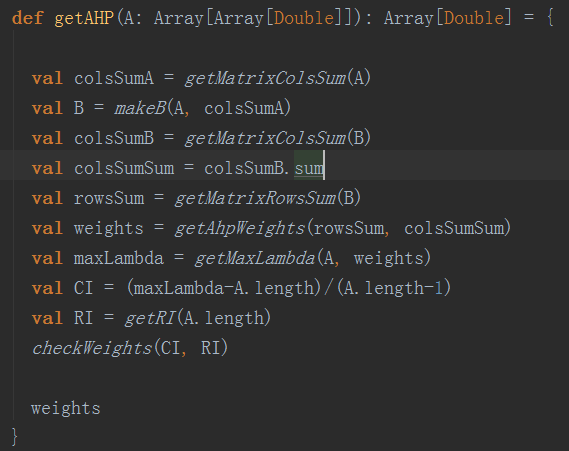 def getAHP(A: Array[Array[Double]]): Array[Double] = {
val colsSumA = getMatrixColsSum(A)
val B = makeB(A, colsSumA)
val colsSumB = getMatrixColsSum(B)
val colsSumSum = colsSumB.sum
val rowsSum = getMatrixRowsSum(B)
val weights = getAhpWeights(rowsSum, colsSumSum)
val maxLambda = getMaxLambda(A, weights)
val CI = (maxLambda-A.length)/(A.length-1)
val RI = getRI(A.length)
checkWeights(CI, RI)
weights
}